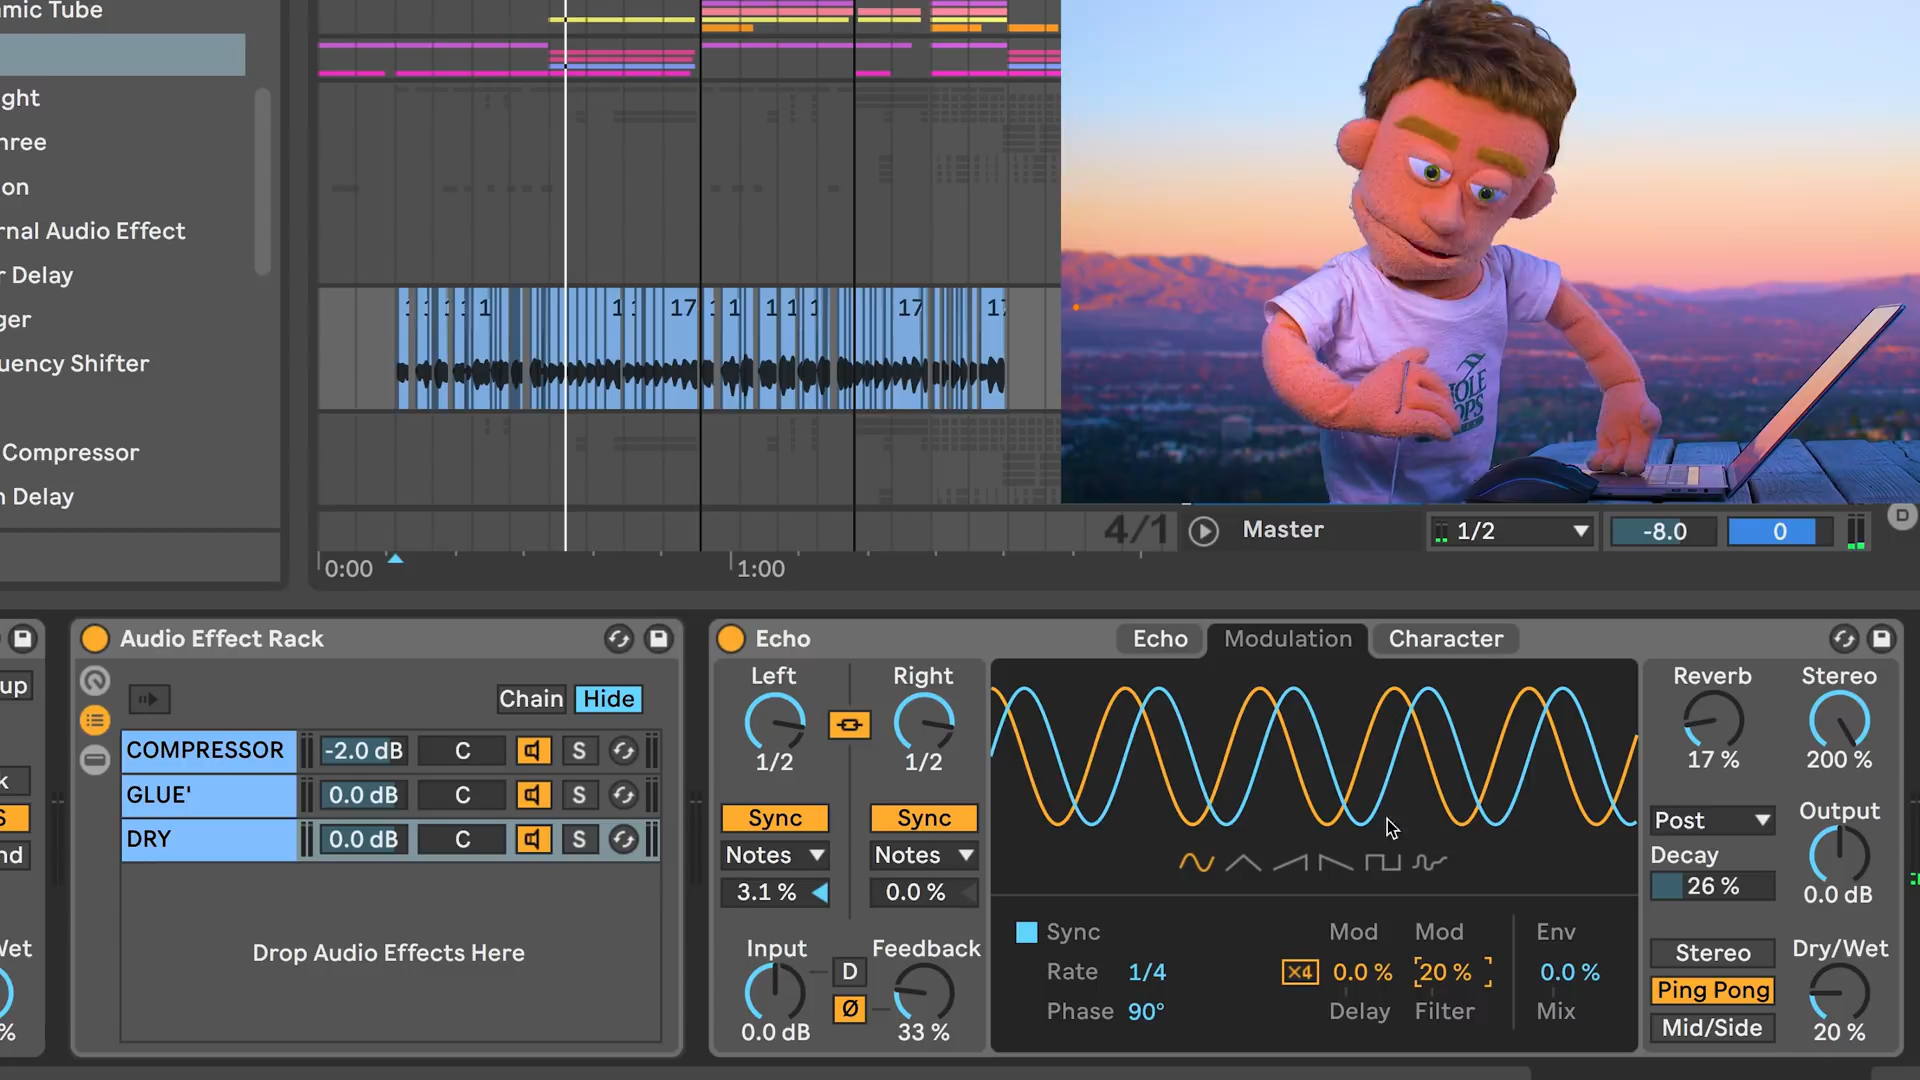 mic Tube
ght
hree
on
rnal Audio Effect
r Delay
ger
uency Shifter
Compressor
n Delay
17
1
17
17
HOLE
OPS
4/1
Master
1/2
-8.0
0
D
0:00
1:00
up
Audio Effect Rack
Chain
Hide
COMPRESSOR
-2.0 dB
C
S
GLUE'
0.0 dB
C
S
DRY
0.0 dB
C
S
Drop Audio Effects Here
k
S
nd
Wet
%
Echo
Echo
Modulation
Character
Left
Right
1/2
1/2
Sync
Sync
Notes
Notes
3.1 %
0.0 %
Input
Feedback
D
Ø
0.0 dB
33 %
Sync
Mod
Mod
Env
Rate
1/4
x4
0.0 %
20 %
0.0 %
Phase
90°
Delay
Filter
Mix
Reverb
Stereo
17 %
200 %
Post
Output
Decay
26 %
0.0 dB
Stereo
Dry/Wet
Ping Pong
Mid/Side
20 %